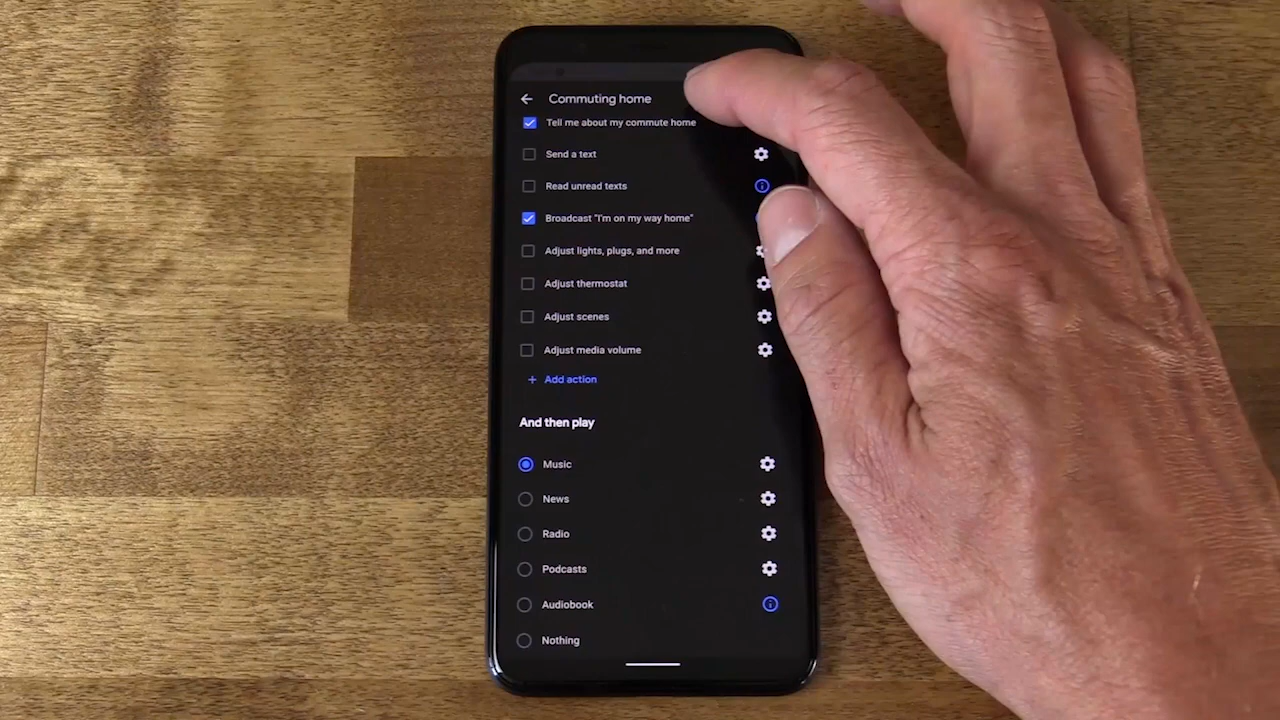 Commuting home
Tell me about my commute home
Send a text
Read unread texts
Broadcast "I'm on my way home"
Adjust lights, plugs, and more
Adjust thermostat
Adjust scenes
Adjust media volume
+ Add action
And then play
Music
News
Radio
Podcasts
Audiobook
Nothing